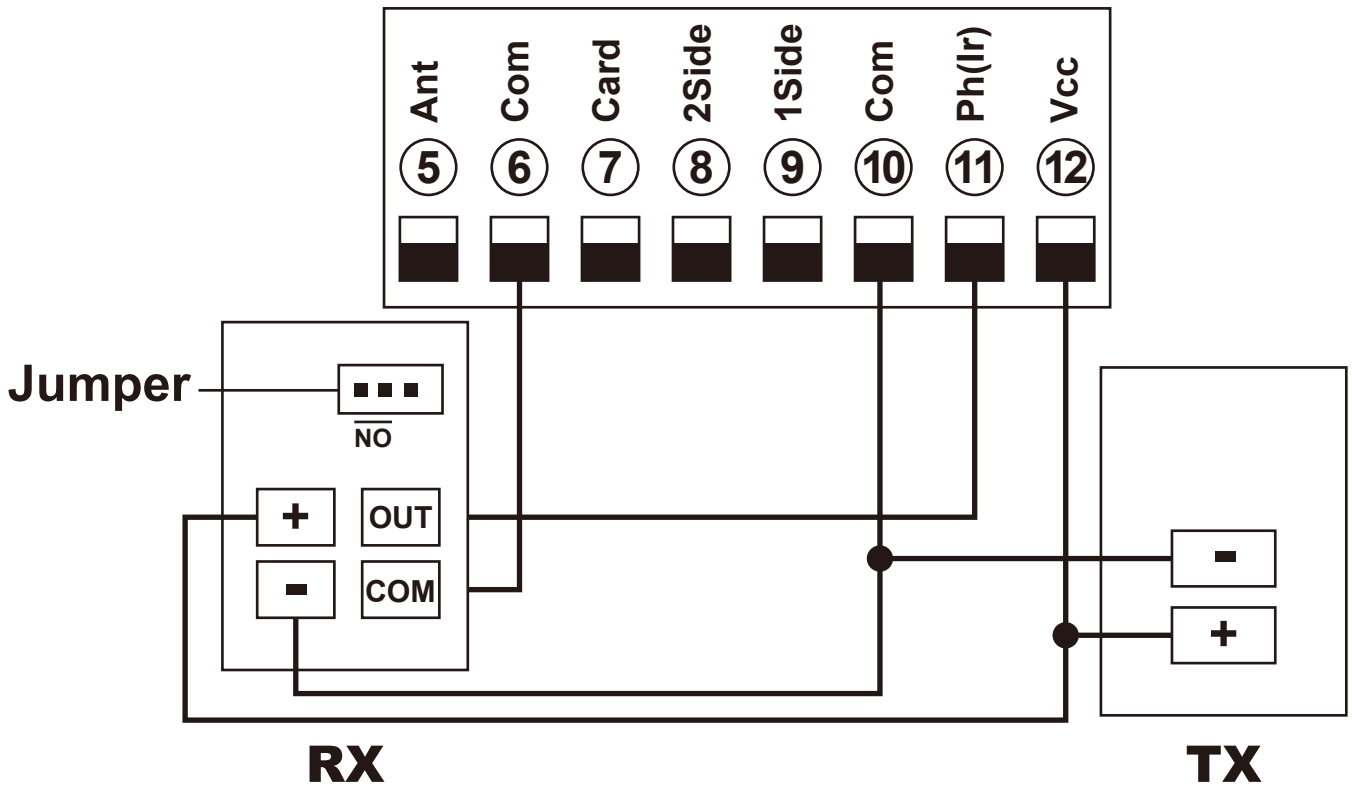 Ant Com Card 2Side 1Side Com Ph(Ir) Vcc
5 6 7 8 9 10 11 12
Jumper
NO
+ OUT
- COM
-
+
RX TX